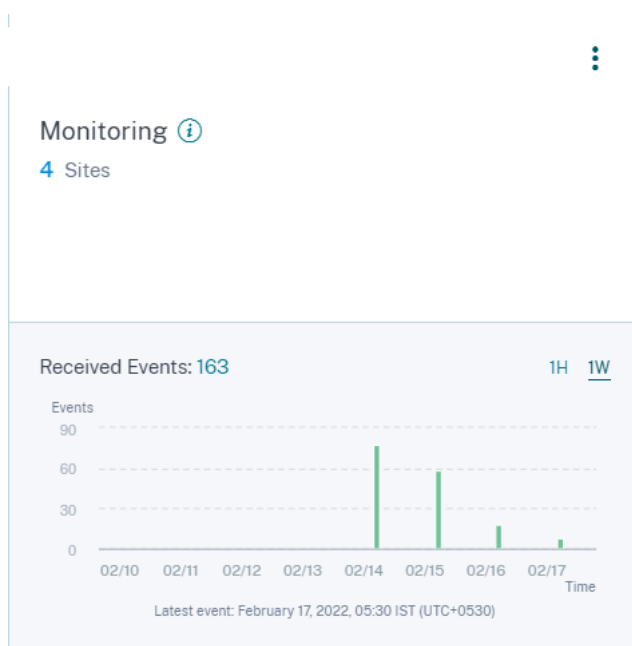 Monitoring i
4 Sites
Received Events: 163
1H 1W
Events
90
60
30
0
02/10 02/11 02/12 02/13 02/14 02/15 02/16 02/17
Time
Latest event: February 17, 2022, 05:30 IST (UTC+0530)